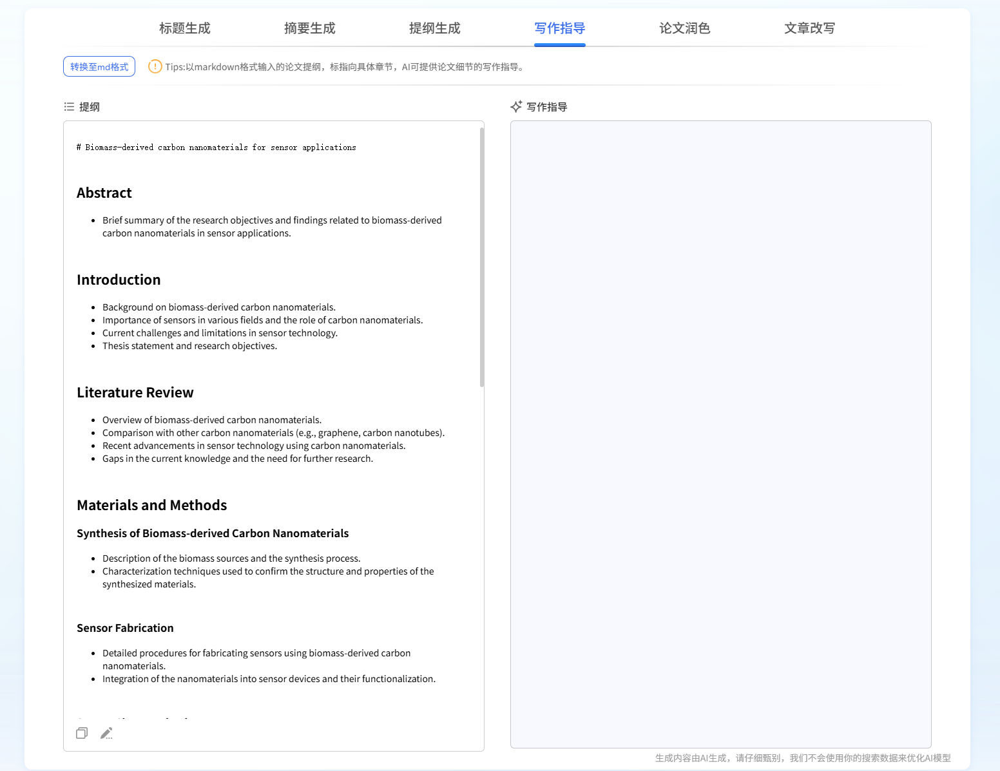 标题生成
摘要生成
提纲生成
写作指导
论文润色
文章改写
转换至md格式
Tips:以markdown格式输入的论文提纲，标指向具体章节，AI可提供论文细节的写作指导。
提纲
# Biomass-derived carbon nanomaterials for sensor applications
Abstract
• Brief summary of the research objectives and findings related to biomass-derived
carbon nanomaterials in sensor applications.
Introduction
• Background on biomass-derived carbon nanomaterials.
• Importance of sensors in various fields and the role of carbon nanomaterials.
• Current challenges and limitations in sensor technology.
• Thesis statement and research objectives.
Literature Review
• Overview of biomass-derived carbon nanomaterials.
• Comparison with other carbon nanomaterials (e.g., graphene, carbon nanotubes).
• Recent advancements in sensor technology using carbon nanomaterials.
• Gaps in the current knowledge and the need for further research.
Materials and Methods
Synthesis of Biomass-derived Carbon Nanomaterials
• Description of the biomass sources and the synthesis process.
• Characterization techniques used to confirm the structure and properties of the
synthesized materials.
Sensor Fabrication
• Detailed procedures for fabricating sensors using biomass-derived carbon
nanomaterials.
• Integration of the nanomaterials into sensor devices and their functionalization.
写作指导
生成内容由AI生成，请仔细甄别，我们不会使用你的搜索数据来优化AI模型